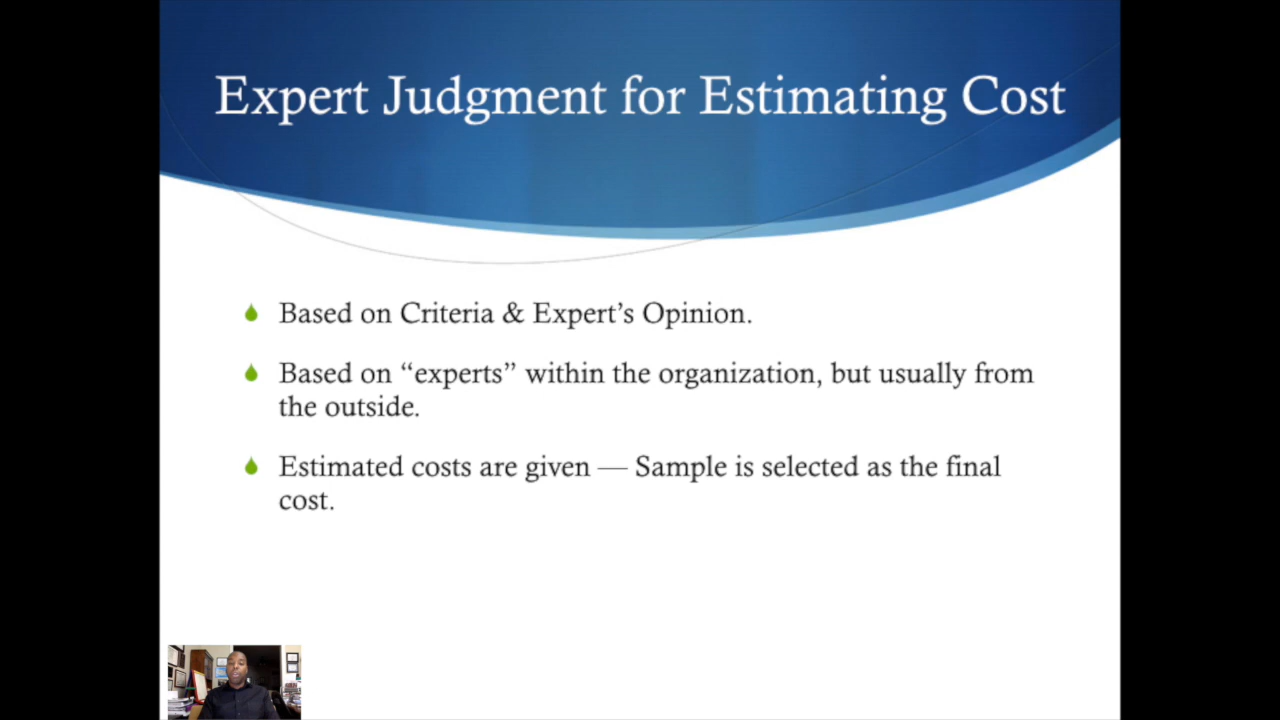 Expert Judgment for Estimating Cost
Based on Criteria & Expert’s Opinion.
Based on “experts” within the organization, but usually from
the outside.
Estimated costs are given — Sample is selected as the final
cost.